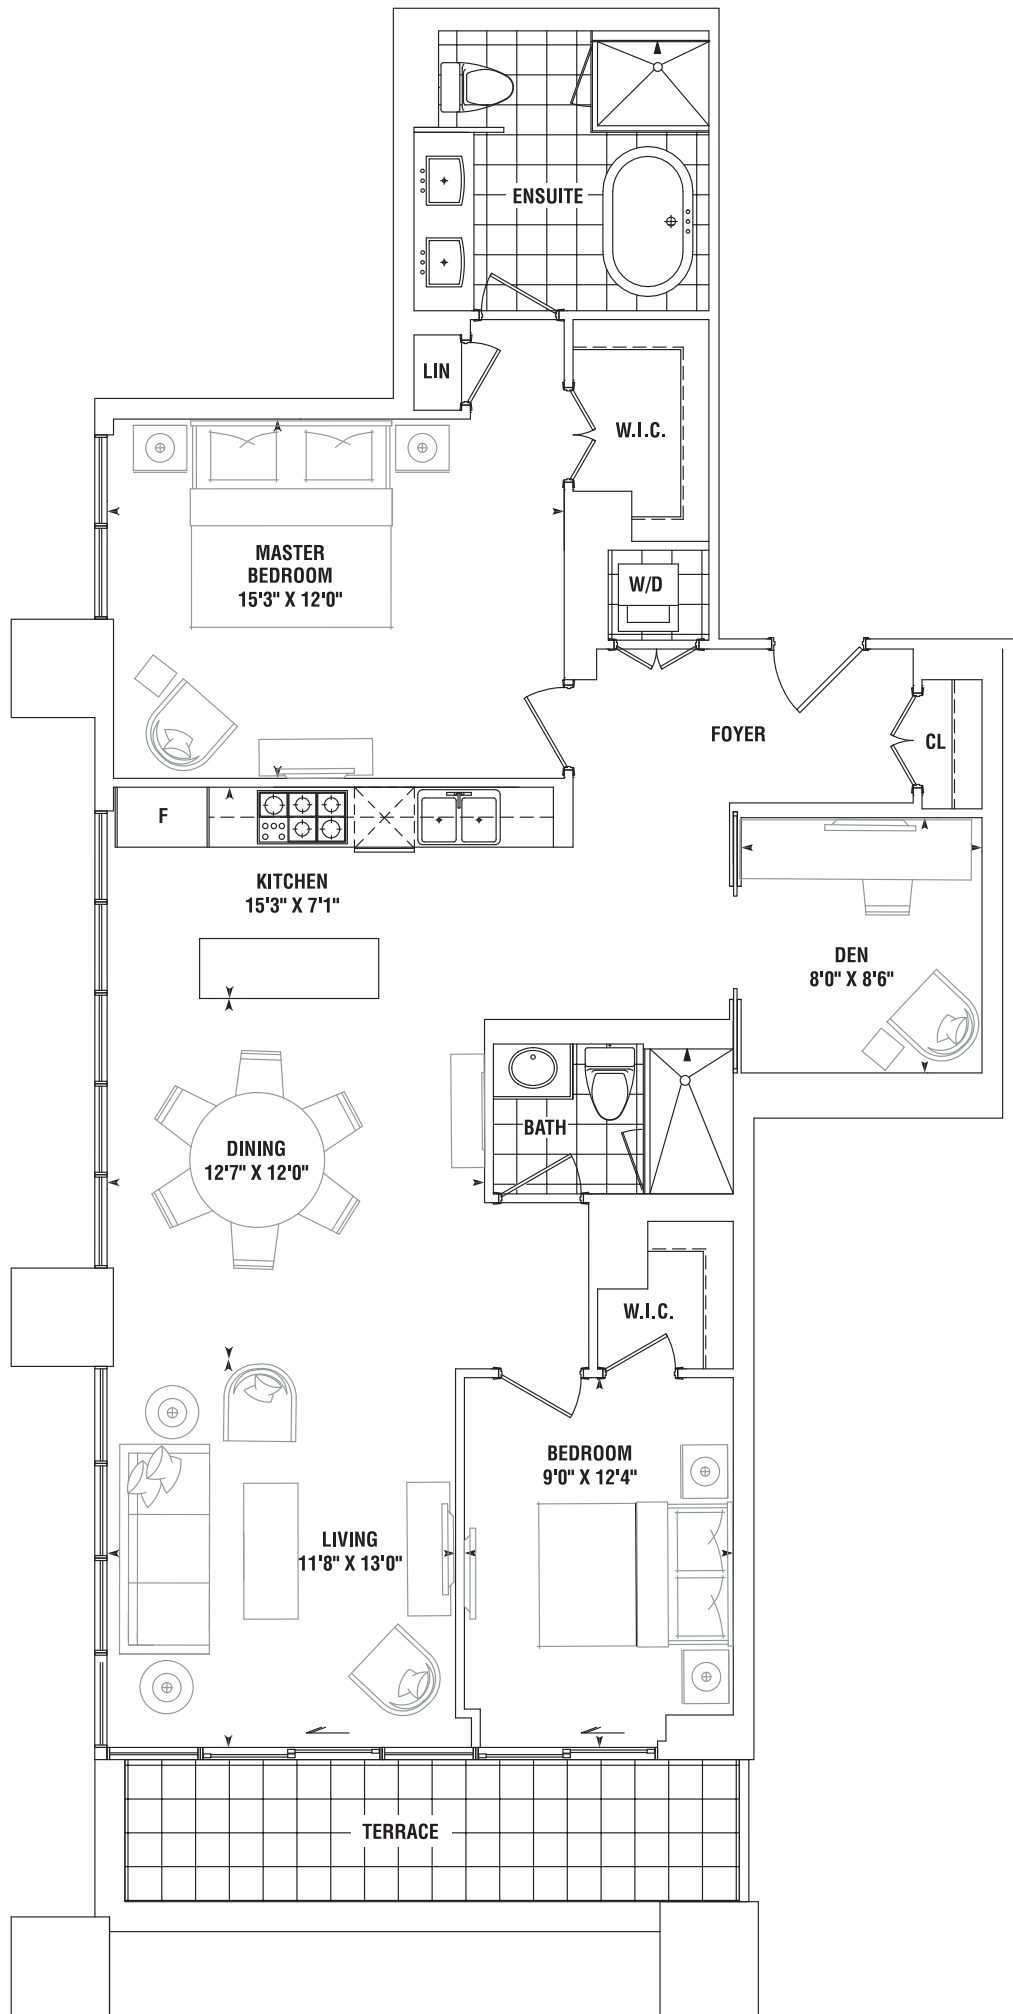 ENSUITE
LIN
W.I.C.
MASTER
BEDROOM
15'3" X 12'0"
W/D
FOYER
CL
F
KITCHEN
15'3" X 7'1"
DEN
8'0" X 8'6"
BATH
DINING
12'7" X 12'0"
W.I.C.
BEDROOM
9'0" X 12'4"
LIVING
11'8" X 13'0"
TERRACE